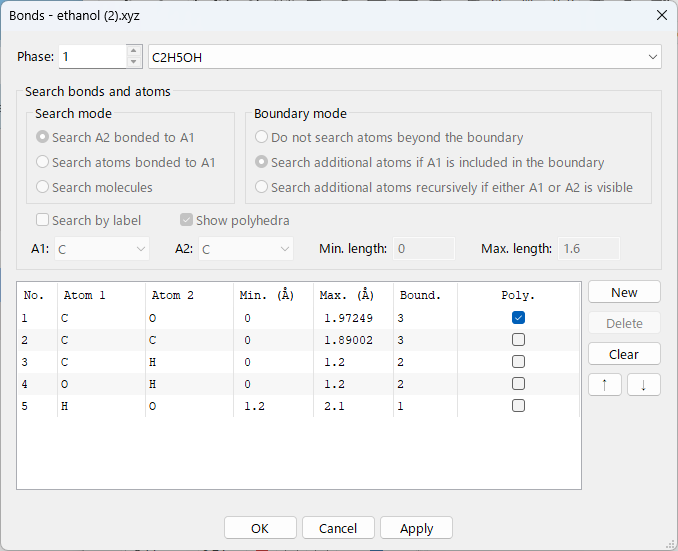 Bonds - ethanol (2).xyz
Phase: 1 C2H5OH
Search bonds and atoms
Search mode
Search A2 bonded to A1
Search atoms bonded to A1
Search molecules
Boundary mode
Do not search atoms beyond the boundary
Search additional atoms if A1 is included in the boundary
Search additional atoms recursively if either A1 or A2 is visible
Search by label Show polyhedra
A1: C A2: C Min. length: 0 Max. length: 1.6
No. Atom 1 Atom 2 Min. (Å) Max. (Å) Bound. Poly.
1 C O 0 1.97249 3
2 C C 0 1.89002 3
3 C H 0 1.2 2
4 O H 0 1.2 2
5 H O 1.2 2.1 1
New
Delete
Clear
↑ ↓
OK Cancel Apply